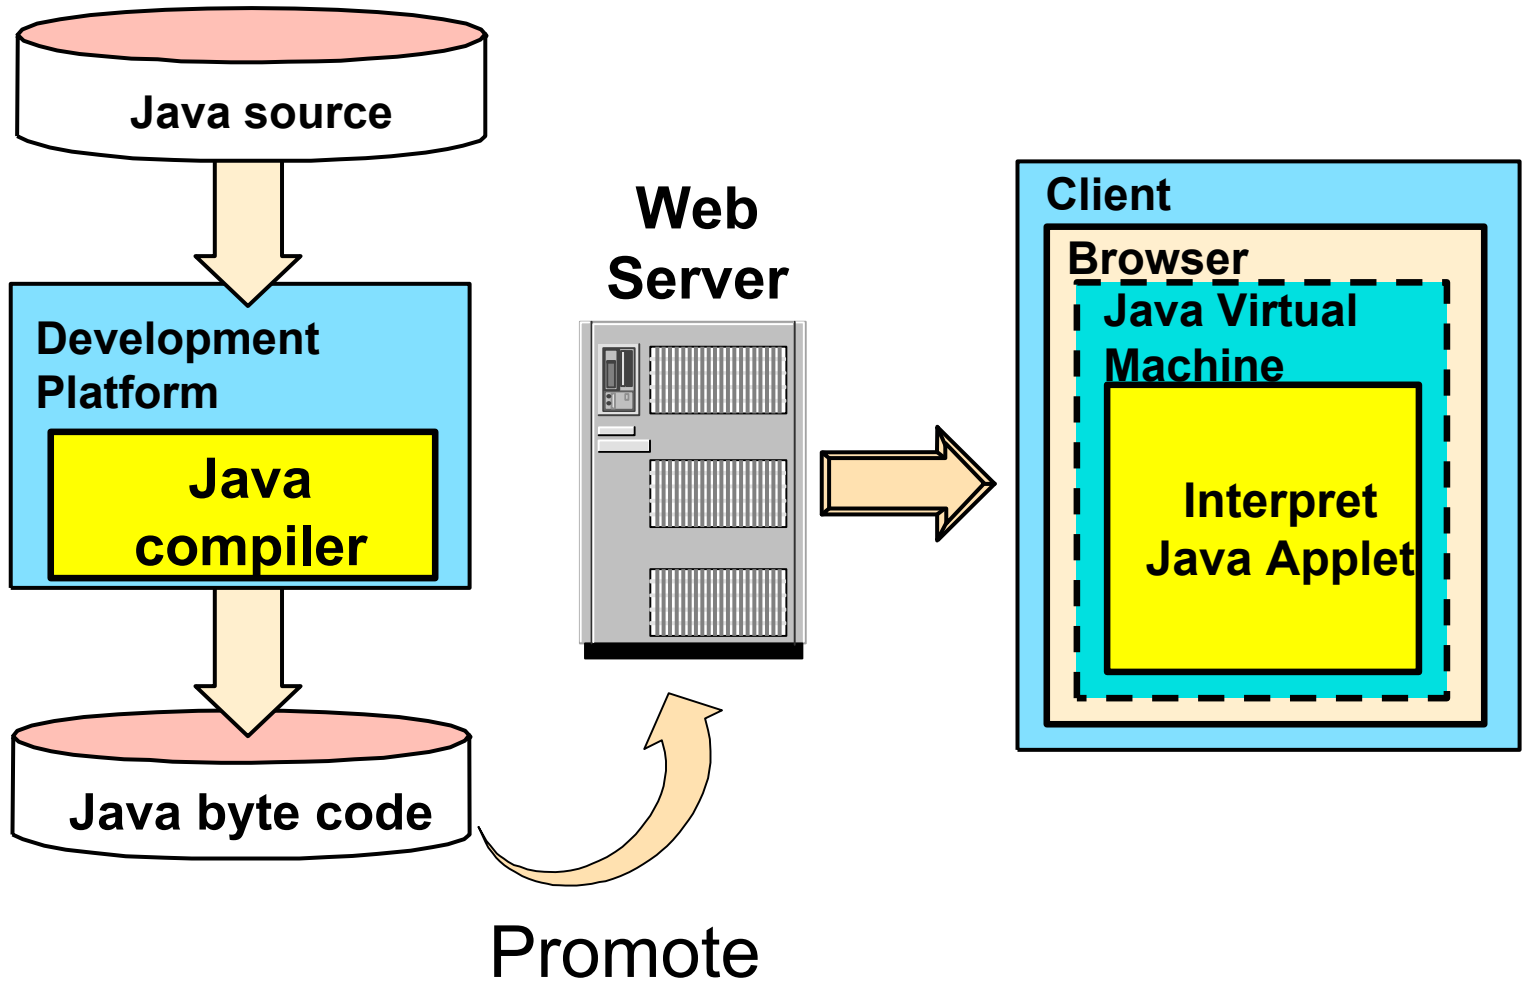 Java source
Development
Platform
Java
compiler
Java byte code
Promote
Web
Server
Client
Browser
Java Virtual
Machine
Interpret
Java Applet